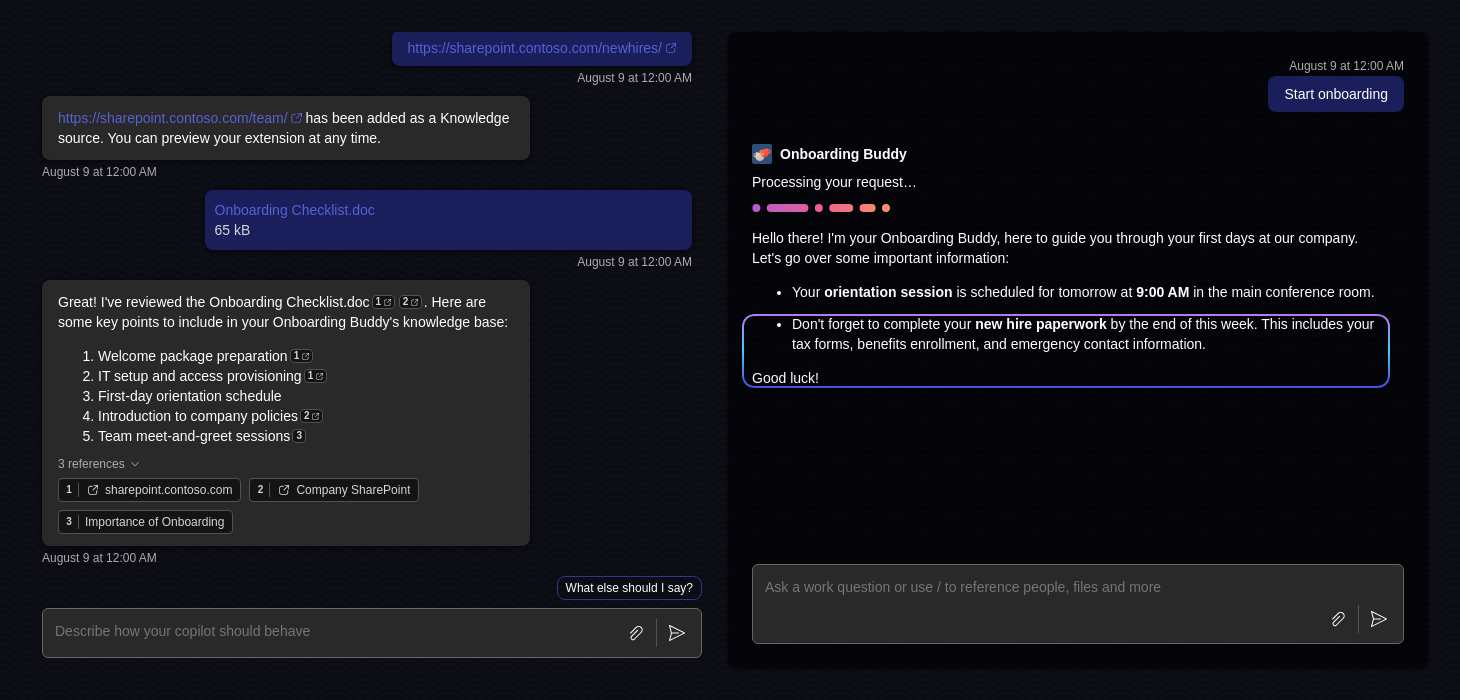 https://sharepoint.contoso.com/newhires/
August 9 at 12:00 AM
https://sharepoint.contoso.com/team/ has been added as a Knowledge
source. You can preview your extension at any time.
August 9 at 12:00 AM
Onboarding Checklist.doc
65 kB
August 9 at 12:00 AM
Great! I've reviewed the Onboarding Checklist.doc 1 2 . Here are
some key points to include in your Onboarding Buddy's knowledge base:
1. Welcome package preparation 1
2. IT setup and access provisioning 1
3. First-day orientation schedule
4. Introduction to company policies 2
5. Team meet-and-greet sessions 3
3 references
1 sharepoint.contoso.com 2 Company SharePoint
3 Importance of Onboarding
August 9 at 12:00 AM
What else should I say?
Describe how your copilot should behave
August 9 at 12:00 AM
Start onboarding
Onboarding Buddy
Processing your request…
Hello there! I'm your Onboarding Buddy, here to guide you through your first days at our company.
Let's go over some important information:
• Your orientation session is scheduled for tomorrow at 9:00 AM in the main conference room.
• Don't forget to complete your new hire paperwork by the end of this week. This includes your
tax forms, benefits enrollment, and emergency contact information.
Good luck!
Ask a work question or use / to reference people, files and more